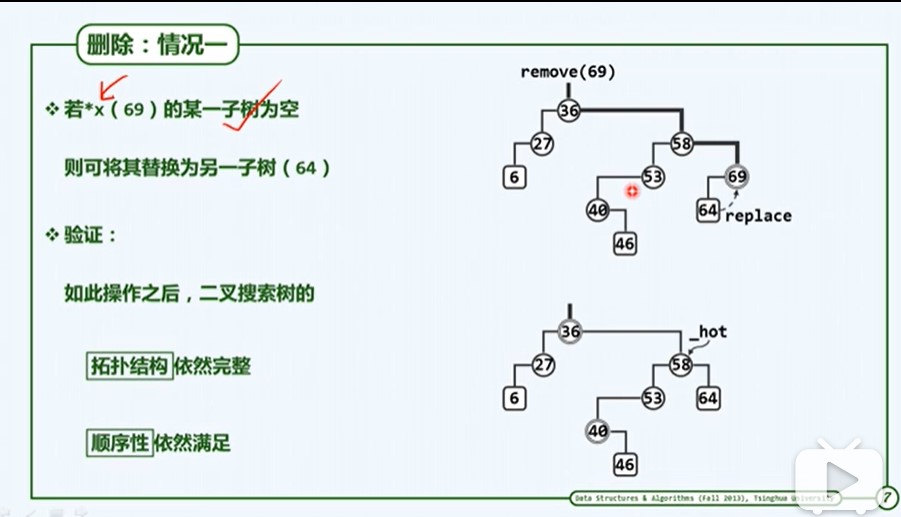 删除：情况一
❖ 若*x（69）的某一子树为空
则可将其替换为另一子树（64）
❖ 验证：
如此操作之后，二叉搜索树的
拓扑结构依然完整
顺序性依然满足
remove(69)
36
27
58
6
53
69
40
64
replace
46
36
_hot
27
58
6
53
64
40
46
Data Structures & Algorithms (Fall 2013), Tsinghua University
7